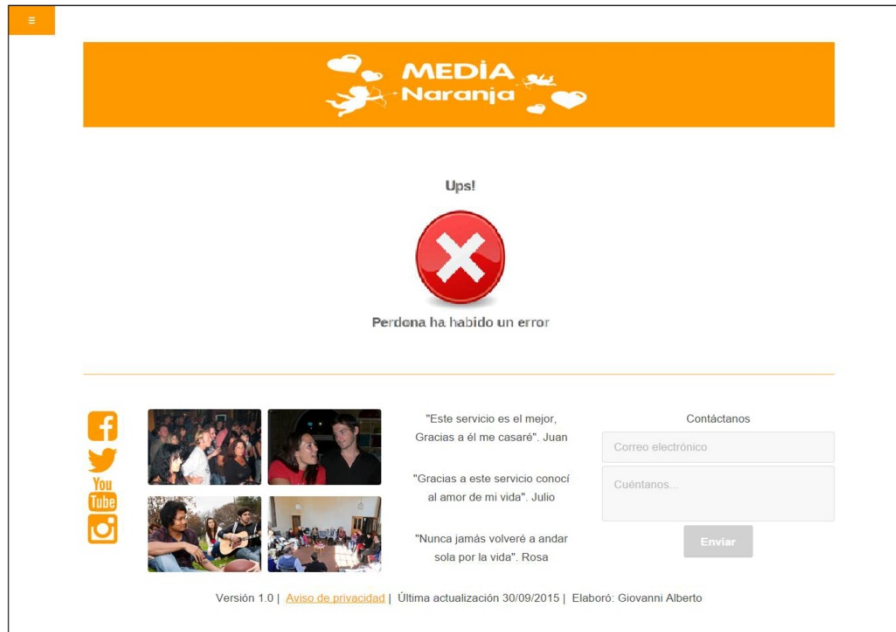 MEDIA
Naranja
Ups!
Perdona ha habido un error
"Este servicio es el mejor,
Gracias a él me casaré". Juan
"Gracias a este servicio conocí
al amor de mi vida". Julio
"Nunca jamás volveré a andar
sola por la vida". Rosa
Contáctanos
Correo electrónico
Cuéntanos...
Enviar
You
Tube
Versión 1.0 | Aviso de privacidad | Última actualización 30/09/2015 | Elaboró: Giovanni Alberto